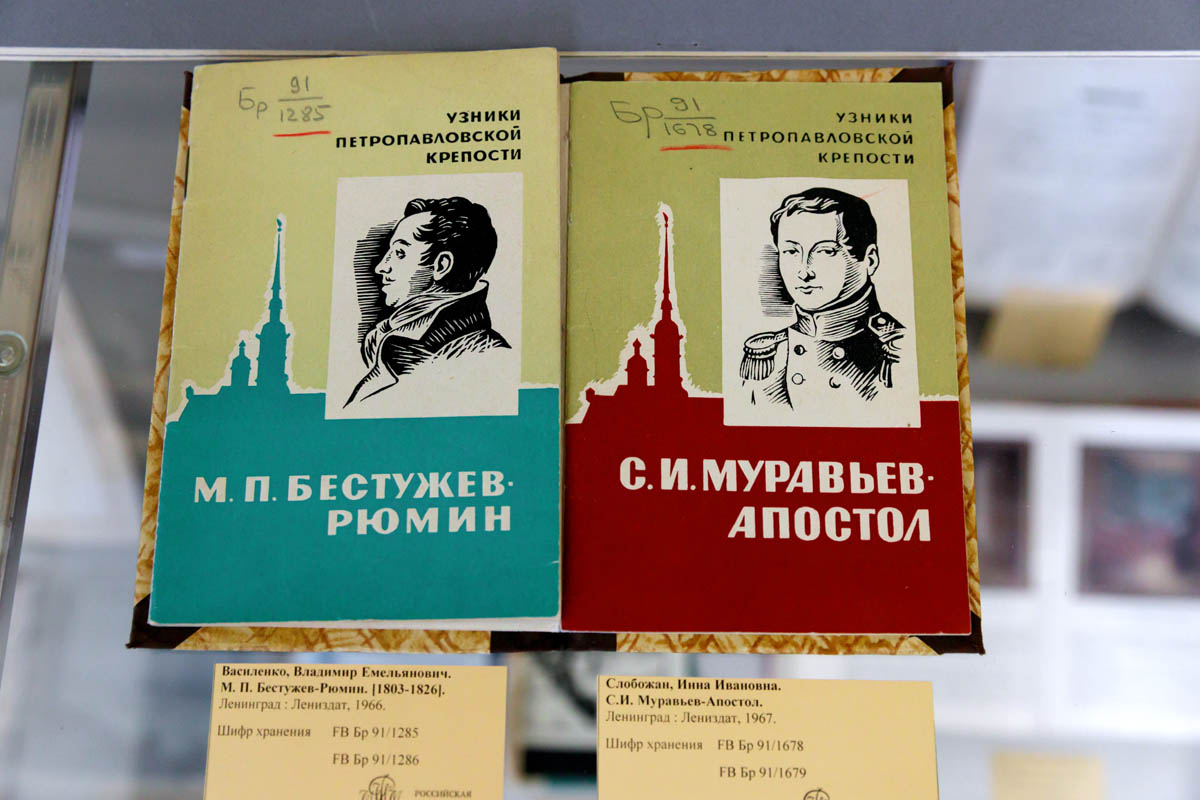 Бр 91
1285
УЗНИКИ
ПЕТРОПАВЛОВСКОЙ
КРЕПОСТИ
М. П. БЕСТУЖЕВ-
РЮМИН
Бр 91
1678
УЗНИКИ
ПЕТРОПАВЛОВСКОЙ
КРЕПОСТИ
С. И. МУРАВЬЕВ-
АПОСТОЛ
Василенко, Владимир Емельянович.
М. П. Бестужев-Рюмин. [1803-1826].
Ленинград : Лениздат, 1966.
Шифр хранения FB Бр 91/1285
FB Бр 91/1286
РОССИЙСКАЯ
Слобожан, Инна Ивановна.
С.И. Муравьев-Апостол.
Ленинград : Лениздат, 1967.
Шифр хранения FB Бр 91/1678
FB Бр 91/1679